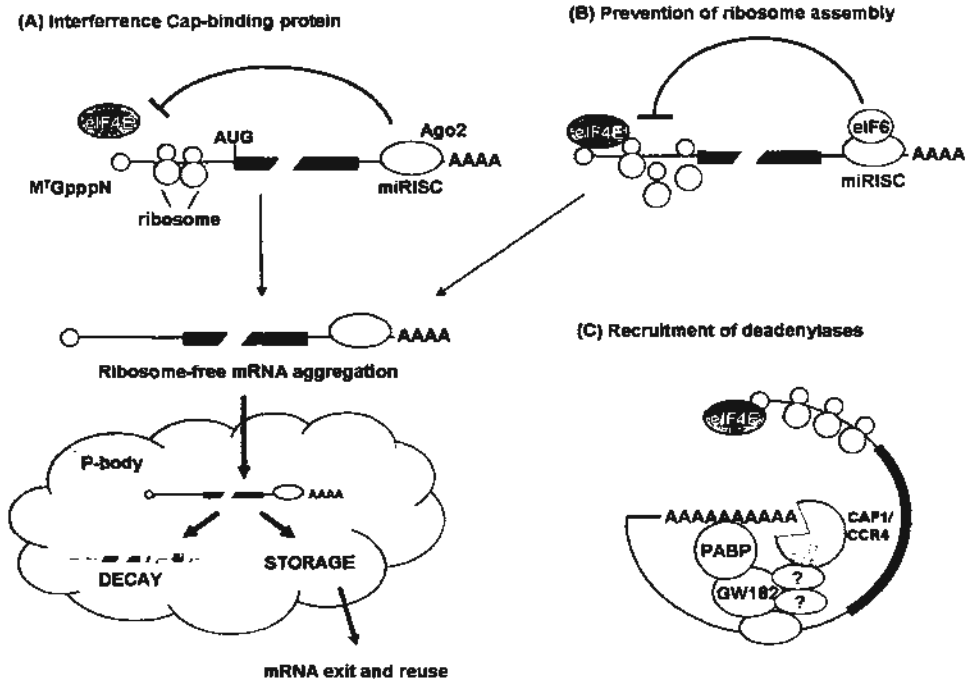 (A) Interferrence Cap-binding protein
eIF4E
AUG
Ago2
AAAA
M⁷GpppN
miRISC
ribosome
(B) Prevention of ribosome assembly
eIF4E
eIF6
AAAA
miRISC
AAAA
Ribosome-free mRNA aggregation
P-body
AAAA
DECAY
STORAGE
mRNA exit and reuse
(C) Recruitment of deadenylases
eIF4E
AAAAAAAAAA
CAF1/
CCR4
PABP
GW182
?
?